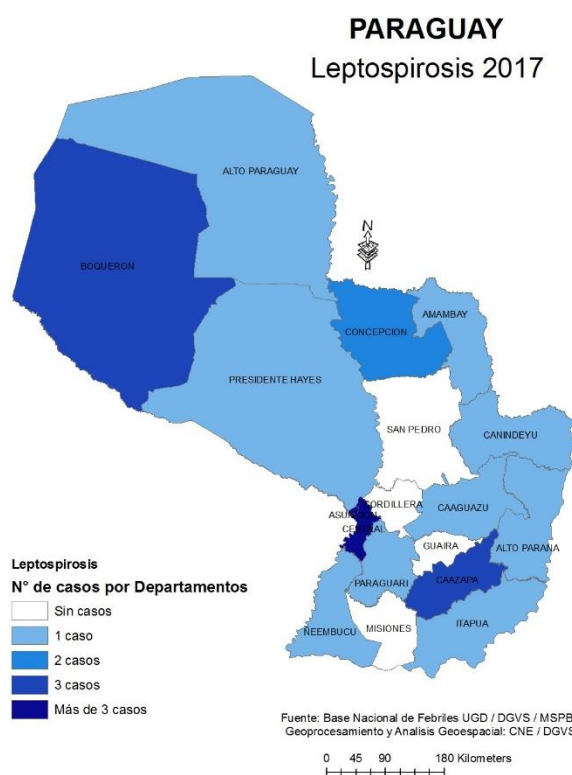 PARAGUAY
Leptospirosis 2017
ALTO PARAGUAY
N
BOQUERON
AMAMBAY
CONCEPCION
PRESIDENTE HAYES
SAN PEDRO
CANINDEYU
CORDILLERA
CAAGUAZU
ASUNCION
CENTRAL
GUAIRA
ALTO PARANA
CAAZAPA
PARAGUARI
ITAPUA
ÑEEMBUCU
MISIONES
Leptospirosis
N° de casos por Departamentos
Sin casos
1 caso
2 casos
3 casos
Más de 3 casos
Fuente: Base Nacional de Febriles UGD / DGVS / MSPB
Geoprocesamiento y Analisis Geoespacial: CNE / DGVS
0 45 90 180 Kilometers